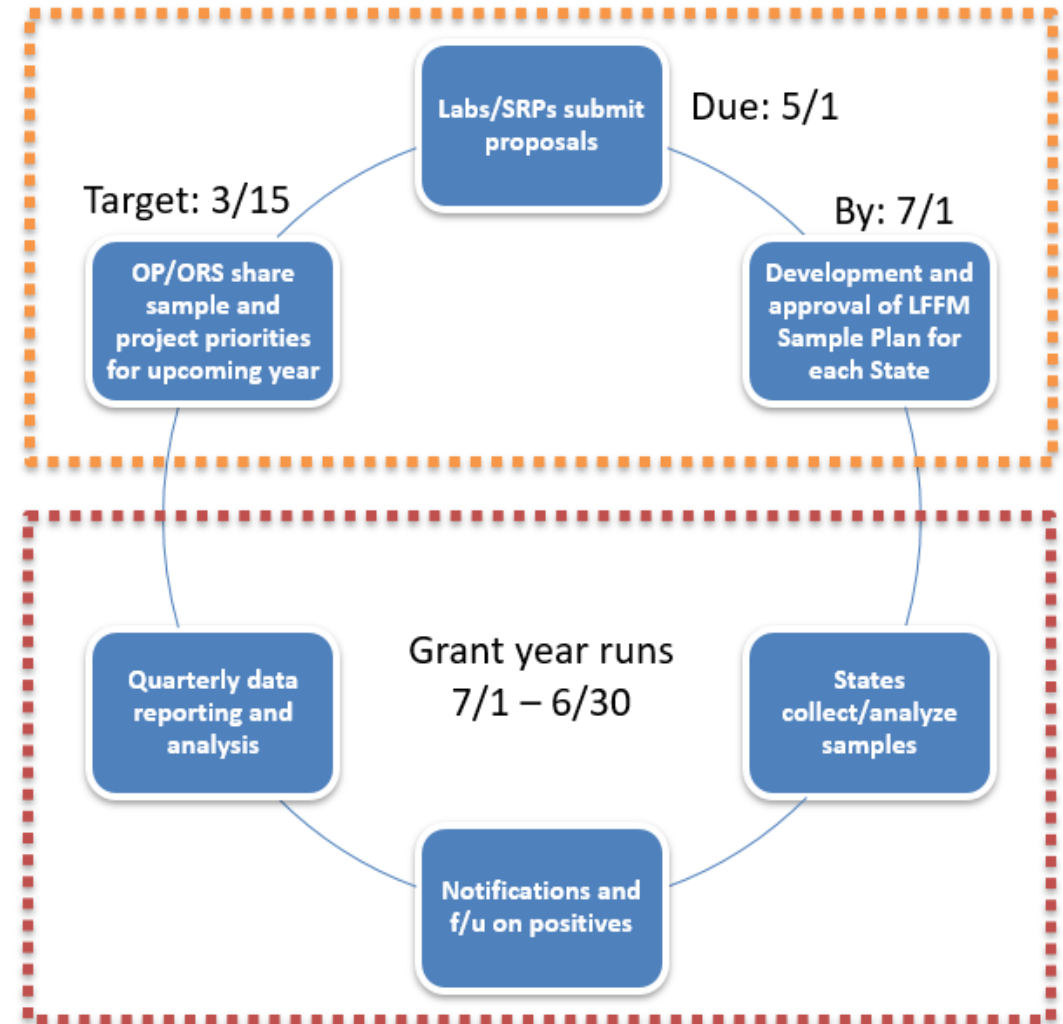 Labs/SRPs submit
proposals
Due: 5/1
Target: 3/15
By: 7/1
OP/ORS share
sample and
project priorities
for upcoming year
Development and
approval of LFFM
Sample Plan for
each State
Grant year runs
7/1 – 6/30
Quarterly data
reporting and
analysis
States
collect/analyze
samples
Notifications and
f/u on positives